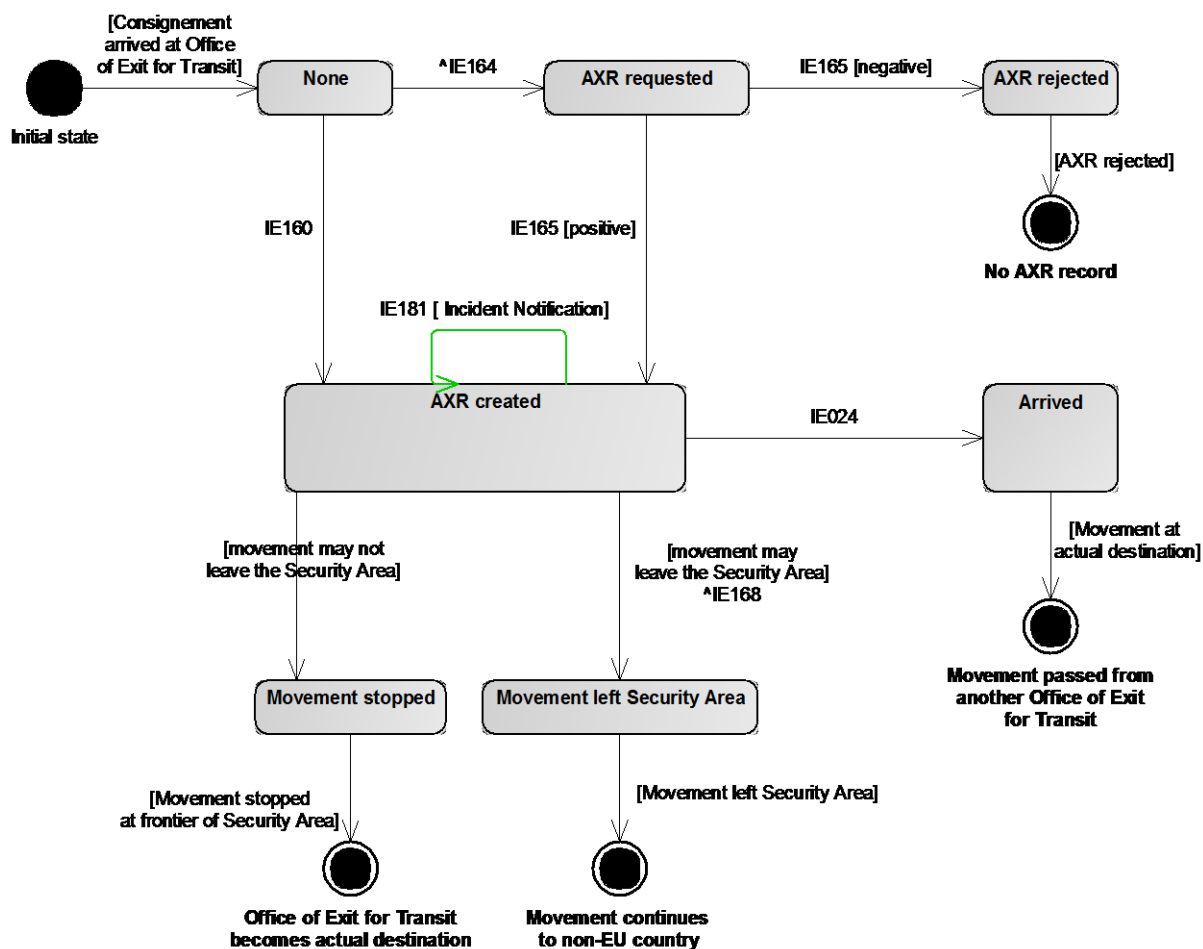 [Consignement
arrived at Office
of Exit for Transit]
Initial state
None
^IE164
AXR requested
IE165 [negative]
AXR rejected
[AXR rejected]
No AXR record
IE160
IE165 [positive]
IE181 [ Incident Notification]
AXR created
IE024
Arrived
[movement may not
leave the Security Area]
[movement may
leave the Security Area]
^IE168
[Movement at
actual destination]
Movement passed from
another Office of Exit
for Transit
Movement stopped
Movement left Security Area
[Movement stopped
at frontier of Security Area]
[Movement left Security Area]
Office of Exit for Transit
becomes actual destination
Movement continues
to non-EU country